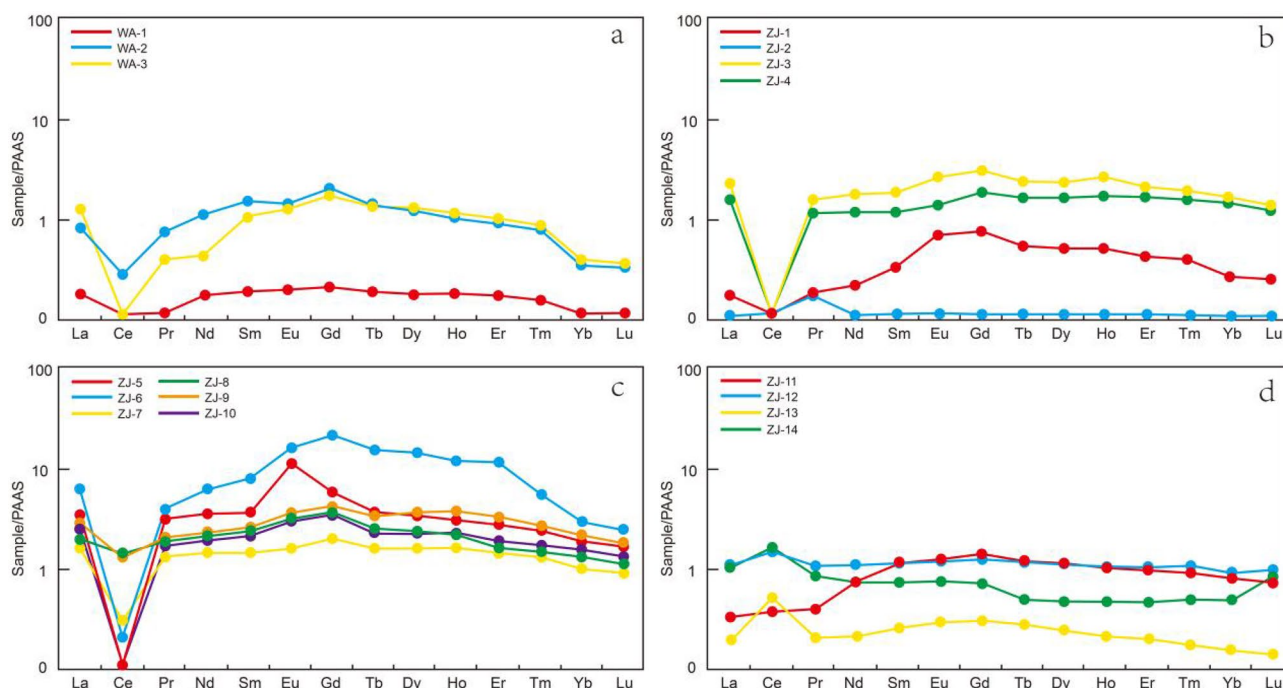 a
100
10
1
0
Sample/PAAS
WA-1
WA-2
WA-3
La Ce Pr Nd Sm Eu Gd Tb Dy Ho Er Tm Yb Lu
b
100
10
1
0
Sample/PAAS
ZJ-1
ZJ-2
ZJ-3
ZJ-4
La Ce Pr Nd Sm Eu Gd Tb Dy Ho Er Tm Yb Lu
c
100
10
1
0
Sample/PAAS
ZJ-5 ZJ-8
ZJ-6 ZJ-9
ZJ-7 ZJ-10
La Ce Pr Nd Sm Eu Gd Tb Dy Ho Er Tm Yb Lu
d
100
10
1
0
Sample/PAAS
ZJ-11
ZJ-12
ZJ-13
ZJ-14
La Ce Pr Nd Sm Eu Gd Tb Dy Ho Er Tm Yb Lu